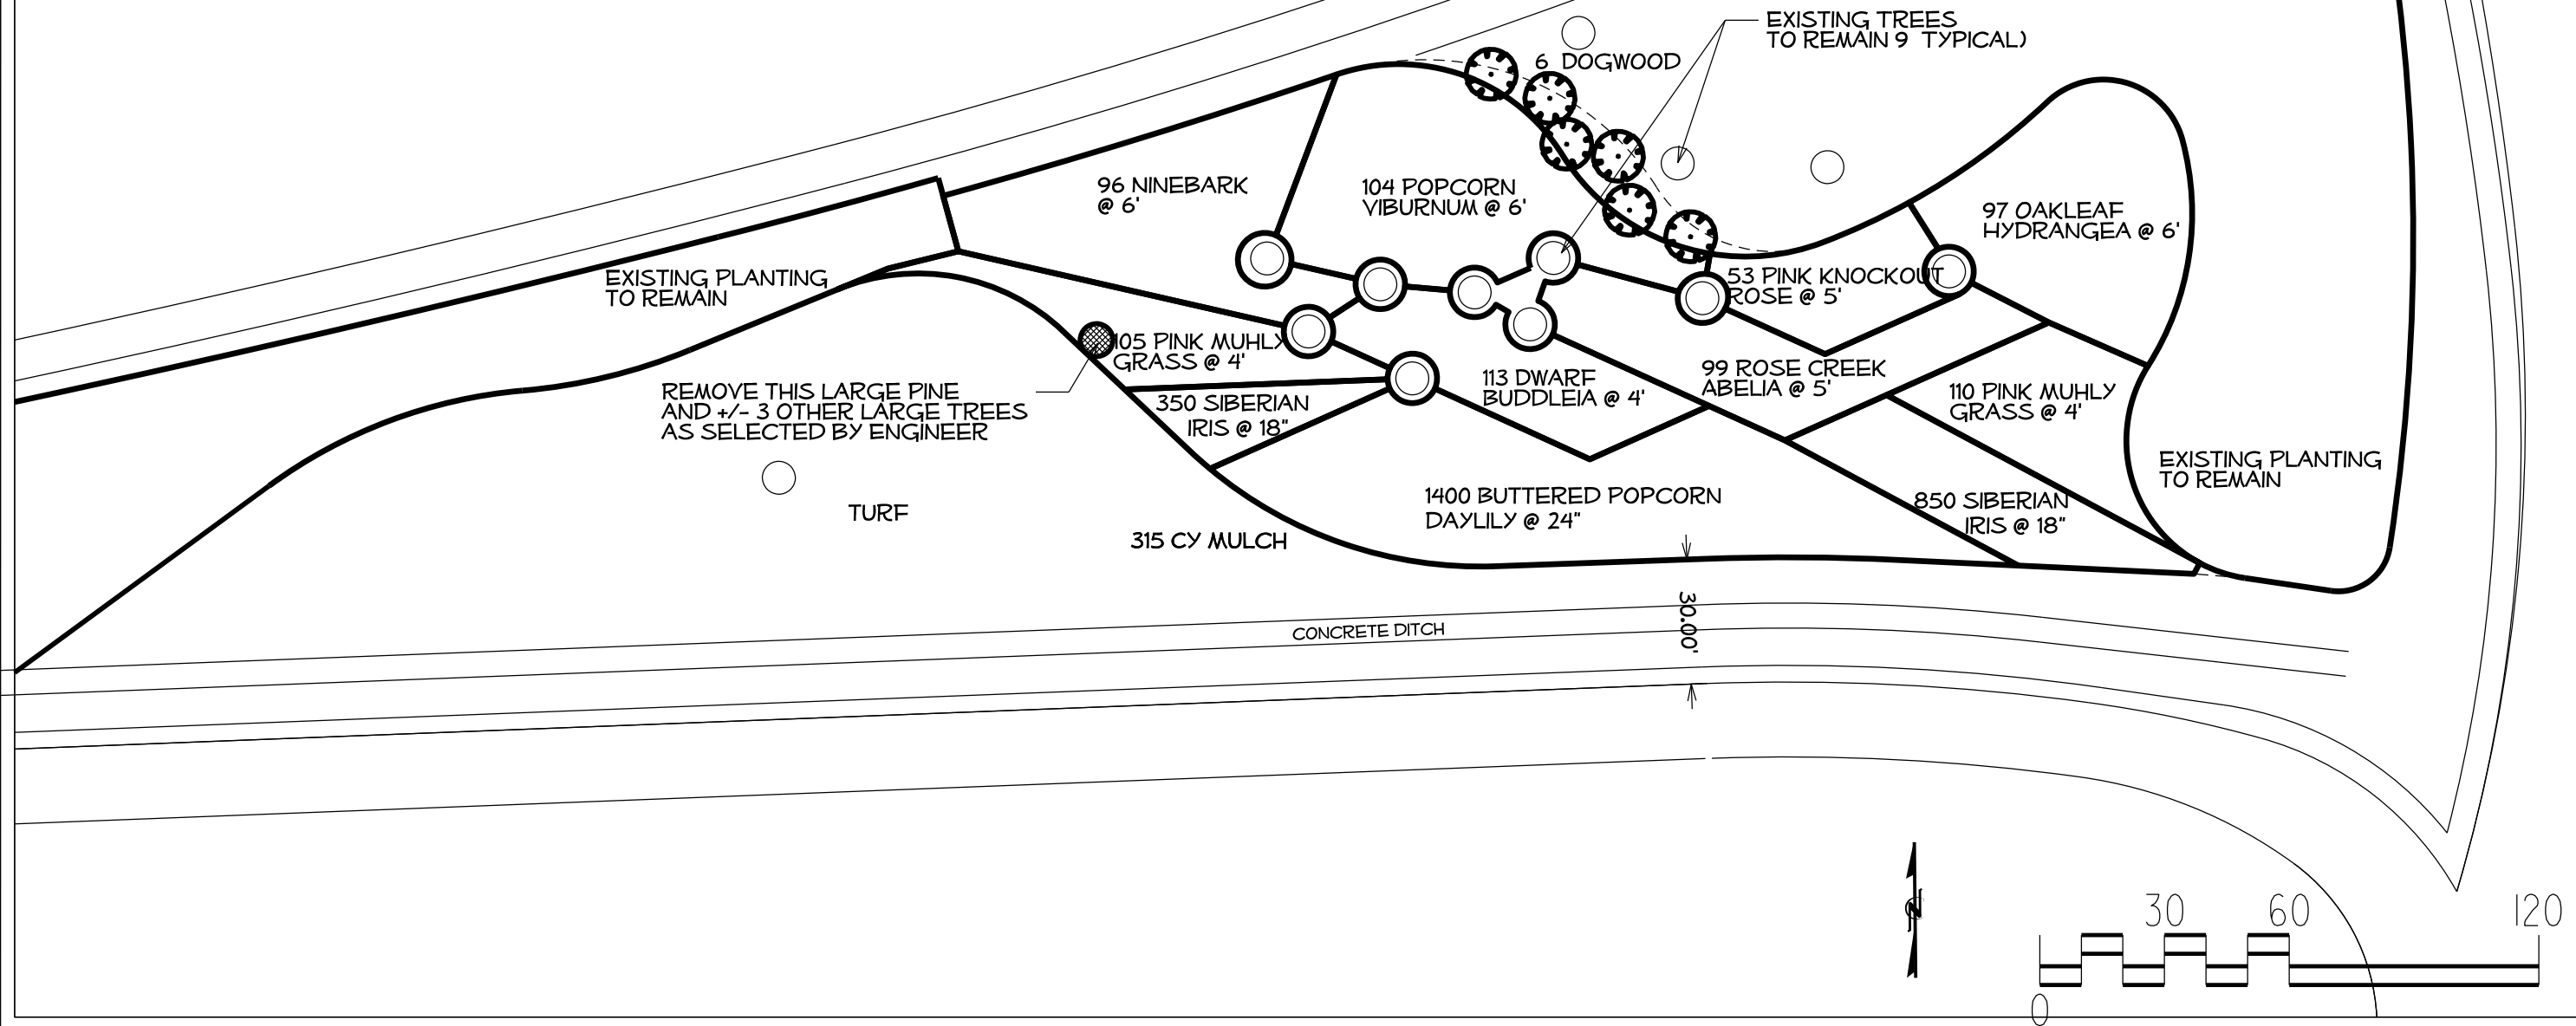 EXISTING TREES
TO REMAIN 9 TYPICAL)
6 DOGWOOD
96 NINEBARK
@ 6'
104 POPCORN
VIBURNUM @ 6'
97 OAKLEAF
HYDRANGEA @ 6'
EXISTING PLANTING
TO REMAIN
53 PINK KNOCKOUT
ROSE @ 5'
105 PINK MUHLY
GRASS @ 4'
REMOVE THIS LARGE PINE
AND +/- 3 OTHER LARGE TREES
AS SELECTED BY ENGINEER
350 SIBERIAN
IRIS @ 18"
113 DWARF
BUDDLEIA @ 4'
99 ROSE CREEK
ABELIA @ 5'
110 PINK MUHLY
GRASS @ 4'
EXISTING PLANTING
TO REMAIN
TURF
315 CY MULCH
1400 BUTTERED POPCORN
DAYLILY @ 24"
850 SIBERIAN
IRIS @ 18"
CONCRETE DITCH
30.00'
N
30 60 120
0